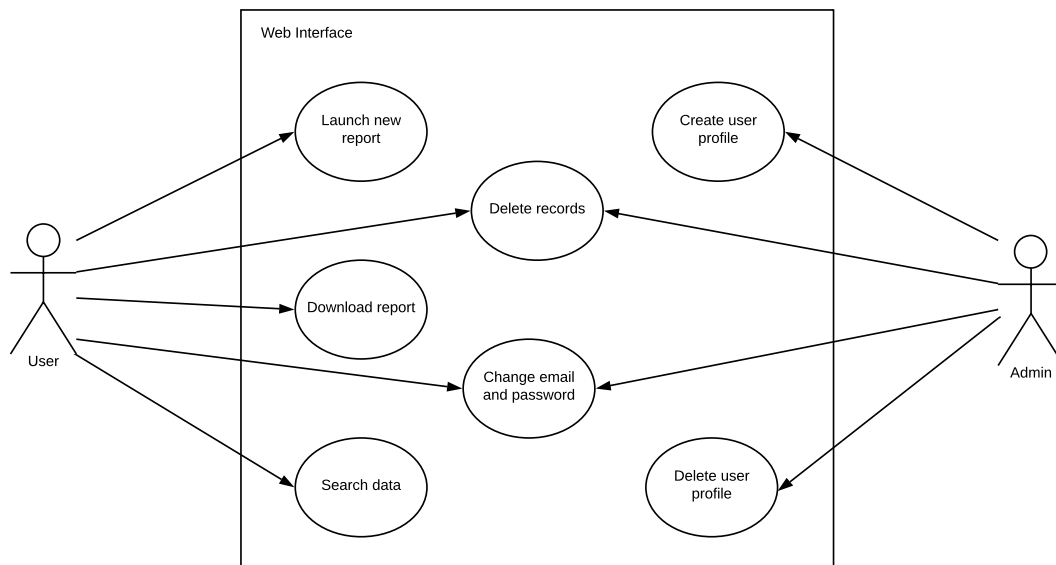 Web Interface
Launch new
report
Create user
profile
Delete records
Download report
User
Admin
Change email
and password
Search data
Delete user
profile